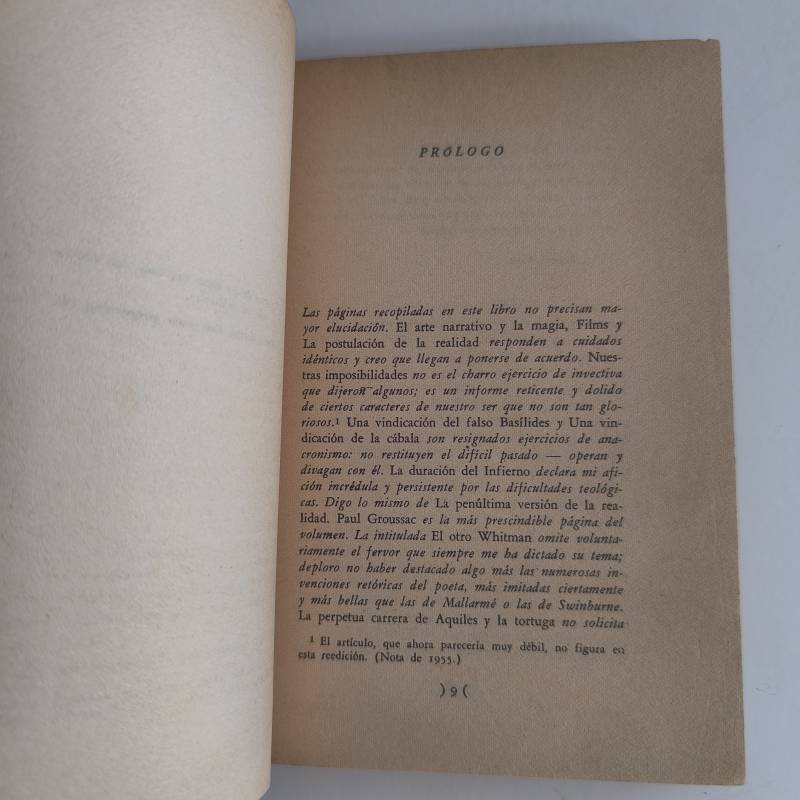 PRÓLOGO
Las páginas recopiladas en este libro no precisan ma-
yor elucidación. El arte narrativo y la magia, Films y
La postulación de la realidad responden a cuidados
idénticos y creo que llegan a ponerse de acuerdo. Nues-
tras imposibilidades no es el charro ejercicio de invectiva
que dijeron algunos; es un informe reticente y dolido
de ciertos caracteres de nuestro ser que no son tan glo-
riosos.¹ Una vindicación del falso Basílides y Una vin-
dicación de la cábala son resignados ejercicios de ana-
cronismo: no restituyen el difícil pasado — operan y
divagan con él. La duración del Infierno declara mi afi-
ción incrédula y persistente por las dificultades teológi-
cas. Digo lo mismo de La penúltima versión de la rea-
lidad. Paul Groussac es la más prescindible página del
volumen. La intitulada El otro Whitman omite volunta-
riamente el fervor que siempre me ha dictado su tema;
deploro no haber destacado algo más las numerosas in-
venciones retóricas del poeta, más imitadas ciertamente
y más bellas que las de Mallarmé o las de Swinburne.
La perpetua carrera de Aquiles y la tortuga no solicita
¹ El artículo, que ahora parecería muy débil, no figura en
esta reedición. (Nota de 1955.)
) 9 (